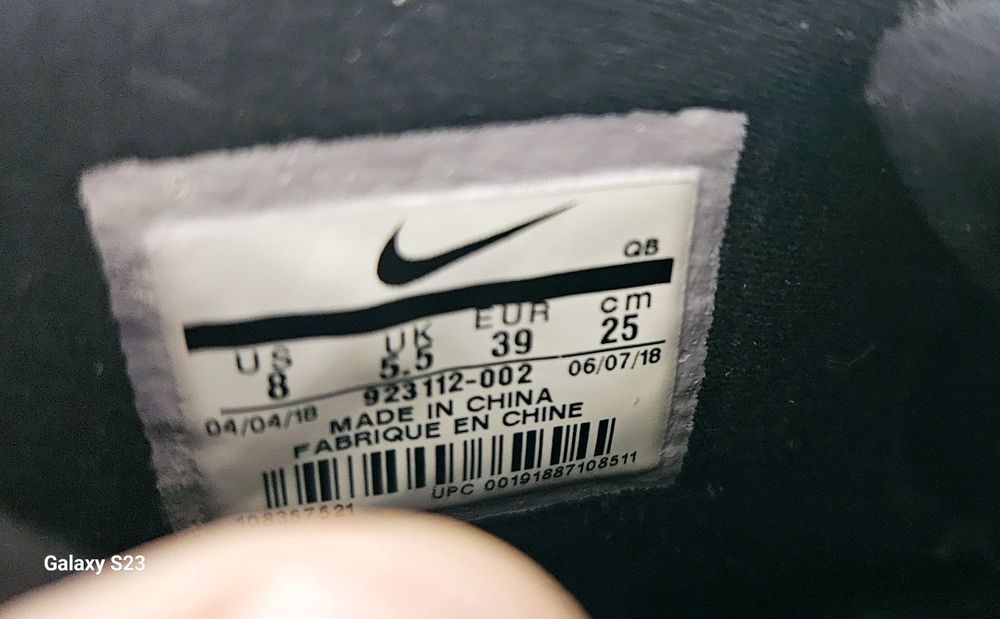 QB
US UK EUR cm
8 5.5 39 25
923112-002
04/04/18 06/07/18
MADE IN CHINA
FABRIQUE EN CHINE
UPC 00191887108511
Galaxy S23